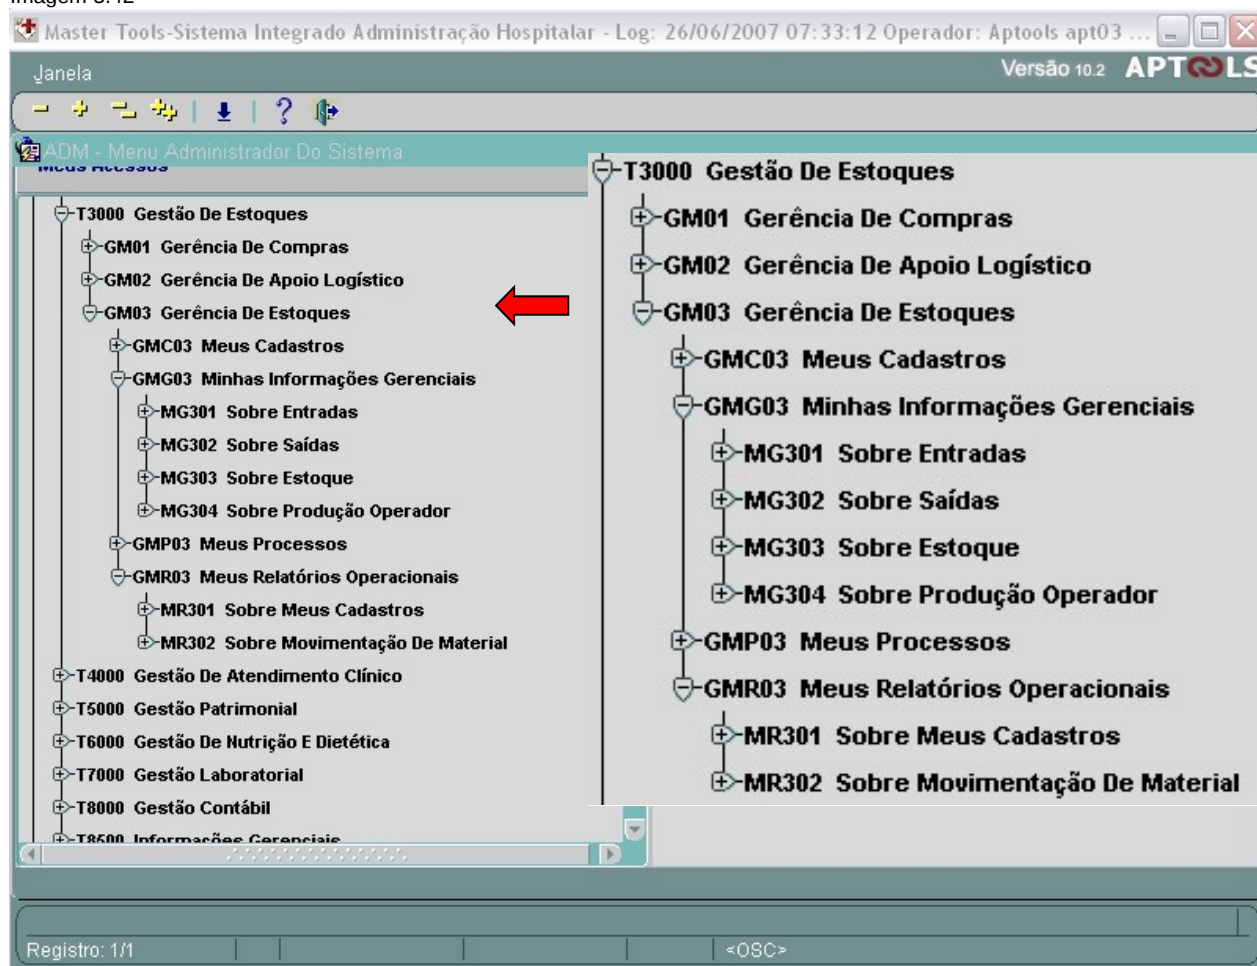 Imagem 3.42
Master Tools-Sistema Integrado Administração Hospitalar - Log: 26/06/2007 07:33:12 Operador: Aptools apt03 ...
Janela
Versão 10.2 APTOOLS
ADM - Menu Administrador Do Sistema
Meus Acessos
T3000 Gestão De Estoques
GM01 Gerência De Compras
GM02 Gerência De Apoio Logístico
GM03 Gerência De Estoques
GMC03 Meus Cadastros
GMG03 Minhas Informações Gerenciais
MG301 Sobre Entradas
MG302 Sobre Saídas
MG303 Sobre Estoque
MG304 Sobre Produção Operador
GMP03 Meus Processos
GMR03 Meus Relatórios Operacionais
MR301 Sobre Meus Cadastros
MR302 Sobre Movimentação De Material
T4000 Gestão De Atendimento Clínico
T5000 Gestão Patrimonial
T6000 Gestão De Nutrição E Dietética
T7000 Gestão Laboratorial
T8000 Gestão Contábil
T8500 Informações Gerenciais
T3000 Gestão De Estoques
GM01 Gerência De Compras
GM02 Gerência De Apoio Logístico
GM03 Gerência De Estoques
GMC03 Meus Cadastros
GMG03 Minhas Informações Gerenciais
MG301 Sobre Entradas
MG302 Sobre Saídas
MG303 Sobre Estoque
MG304 Sobre Produção Operador
GMP03 Meus Processos
GMR03 Meus Relatórios Operacionais
MR301 Sobre Meus Cadastros
MR302 Sobre Movimentação De Material
Registro: 1/1
<OSC>